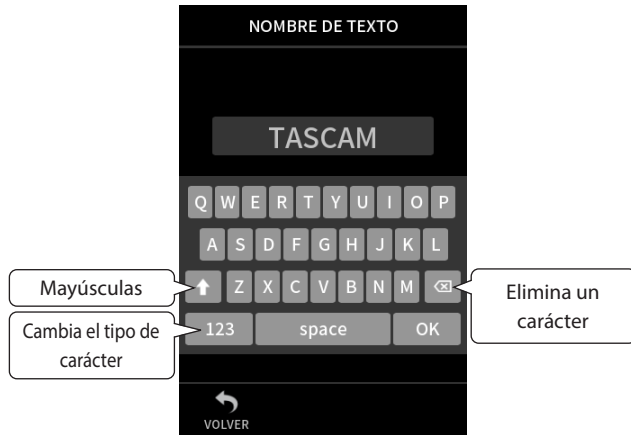 NOMBRE DE TEXTO
TASCAM
Q W E R T Y U I O P
A S D F G H J K L
Mayúsculas
Z X C V B N M
Elimina un
carácter
Cambia el tipo de
carácter
123 space OK
VOLVER